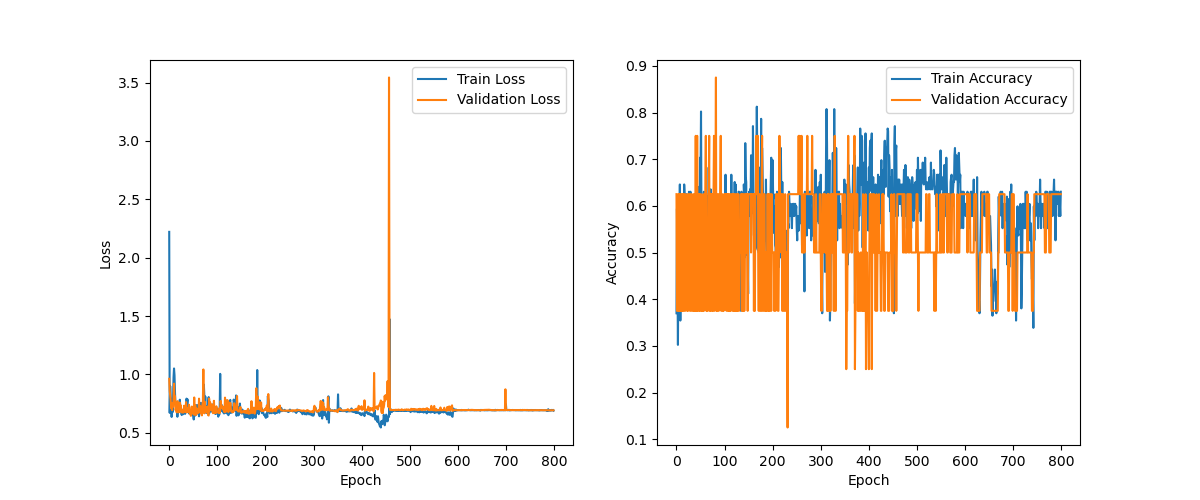 3.5
3.0
2.5
2.0
1.5
1.0
0.5
Loss
0 100 200 300 400 500 600 700 800
Epoch
Train Loss
Validation Loss
0.9
0.8
0.7
0.6
0.5
0.4
0.3
0.2
0.1
Accuracy
0 100 200 300 400 500 600 700 800
Epoch
Train Accuracy
Validation Accuracy